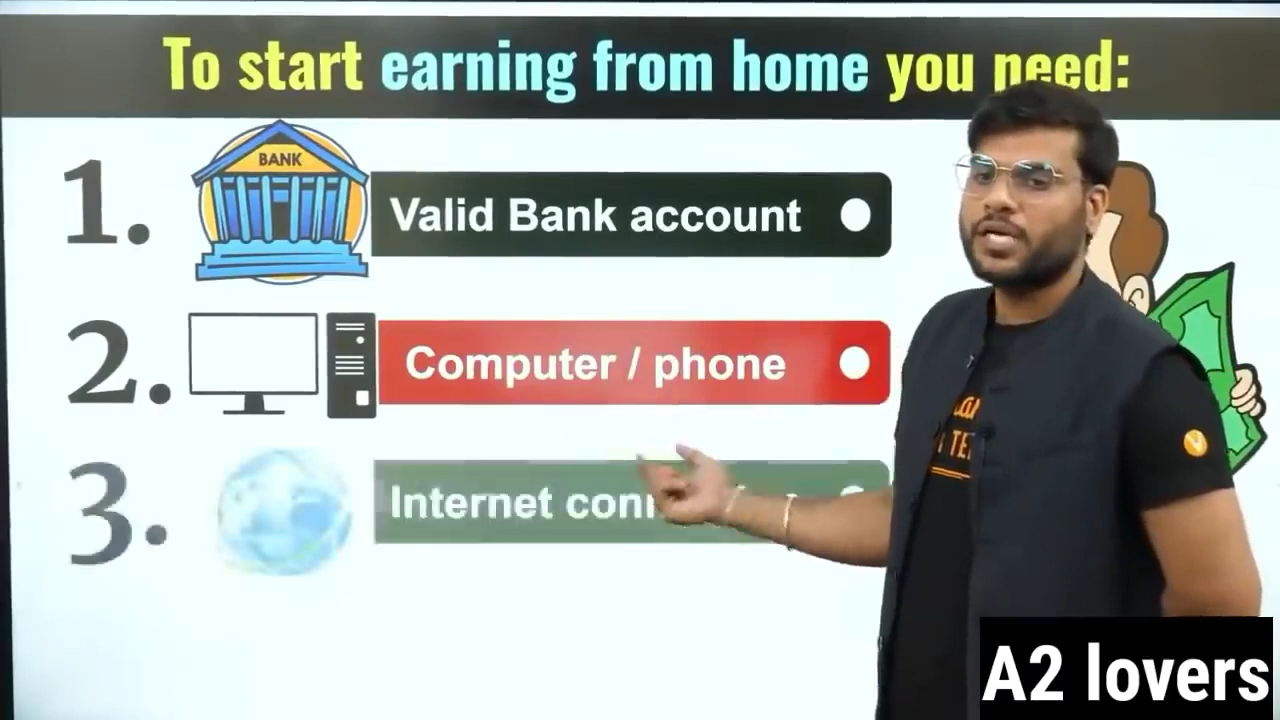 To start earning from home you need:
1.
BANK
Valid Bank account
2.
Computer / phone
3.
Internet
TE
A2 lovers